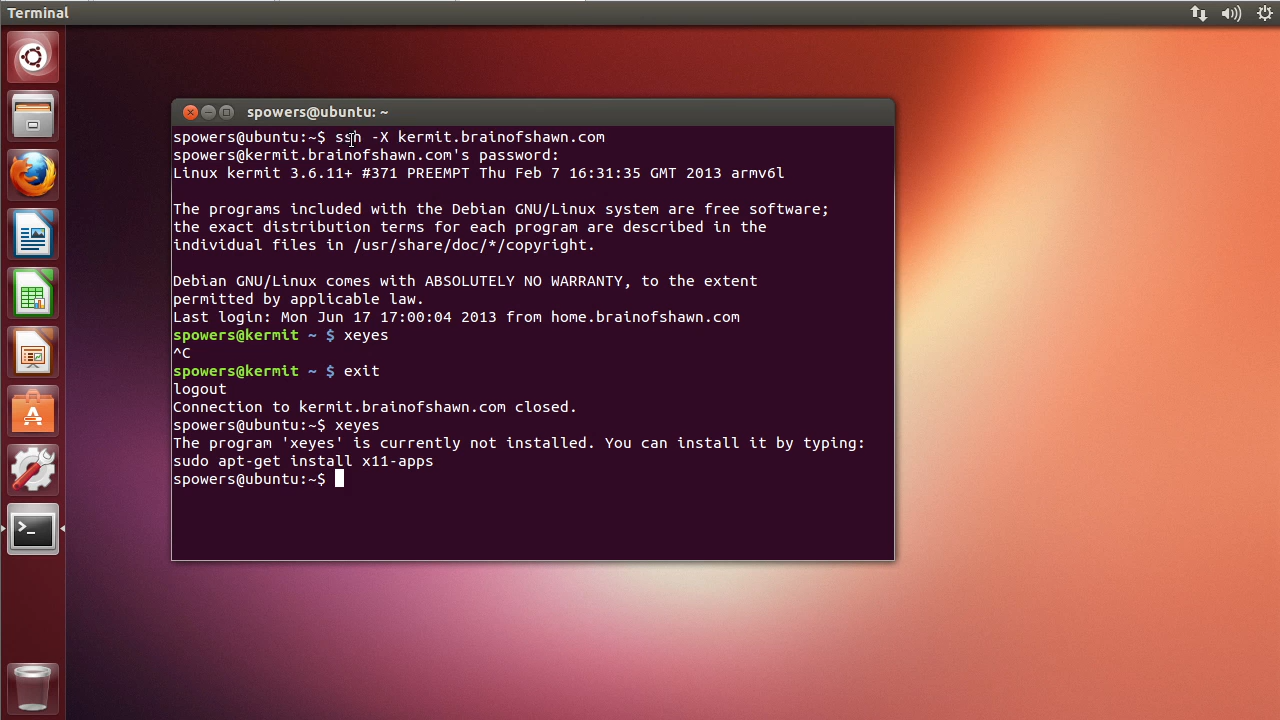 Terminal
spowers@ubuntu: ~
spowers@ubuntu:~$ ssh -X kermit.brainofshawn.com
spowers@kermit.brainofshawn.com's password:
Linux kermit 3.6.11+ #371 PREEMPT Thu Feb 7 16:31:35 GMT 2013 armv6l
The programs included with the Debian GNU/Linux system are free software;
the exact distribution terms for each program are described in the
individual files in /usr/share/doc/*/copyright.
Debian GNU/Linux comes with ABSOLUTELY NO WARRANTY, to the extent
permitted by applicable law.
Last login: Mon Jun 17 17:00:04 2013 from home.brainofshawn.com
spowers@kermit ~ $ xeyes
^C
spowers@kermit ~ $ exit
logout
Connection to kermit.brainofshawn.com closed.
spowers@ubuntu:~$ xeyes
The program 'xeyes' is currently not installed. You can install it by typing:
sudo apt-get install x11-apps
spowers@ubuntu:~$